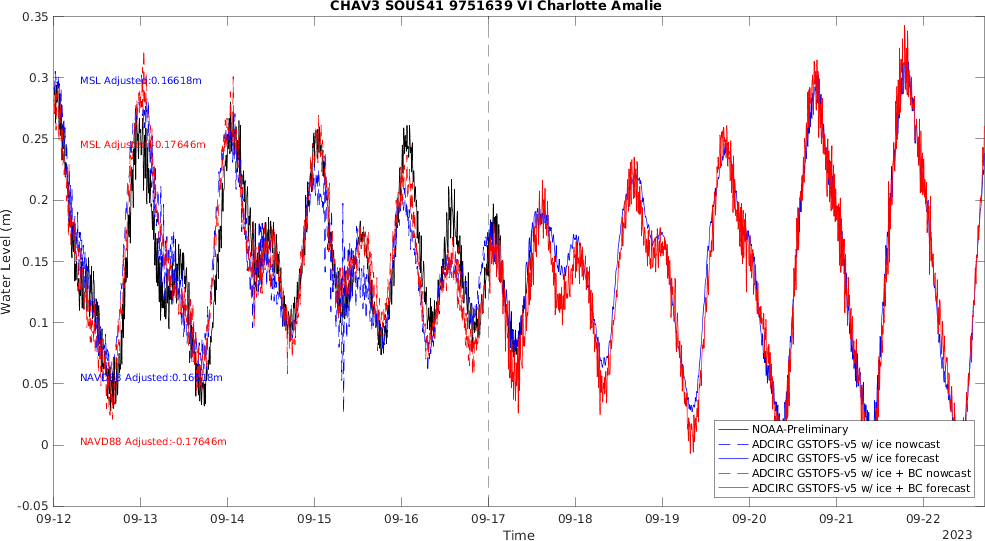 CHAV3 SOUS41 9751639 VI Charlotte Amalie
0.35
0.3
0.25
0.2
0.15
0.1
0.05
0
-0.05
Water Level (m)
MSL Adjusted:0.16618m
MSL Adjusted:-0.17646m
NAVD88 Adjusted:0.16618m
NAVD88 Adjusted:-0.17646m
NOAA-Preliminary
ADCIRC GSTOFS-v5 w/ ice nowcast
ADCIRC GSTOFS-v5 w/ ice forecast
ADCIRC GSTOFS-v5 w/ ice + BC nowcast
ADCIRC GSTOFS-v5 w/ ice + BC forecast
09-12 09-13 09-14 09-15 09-16 09-17 09-18 09-19 09-20 09-21 09-22
Time
2023